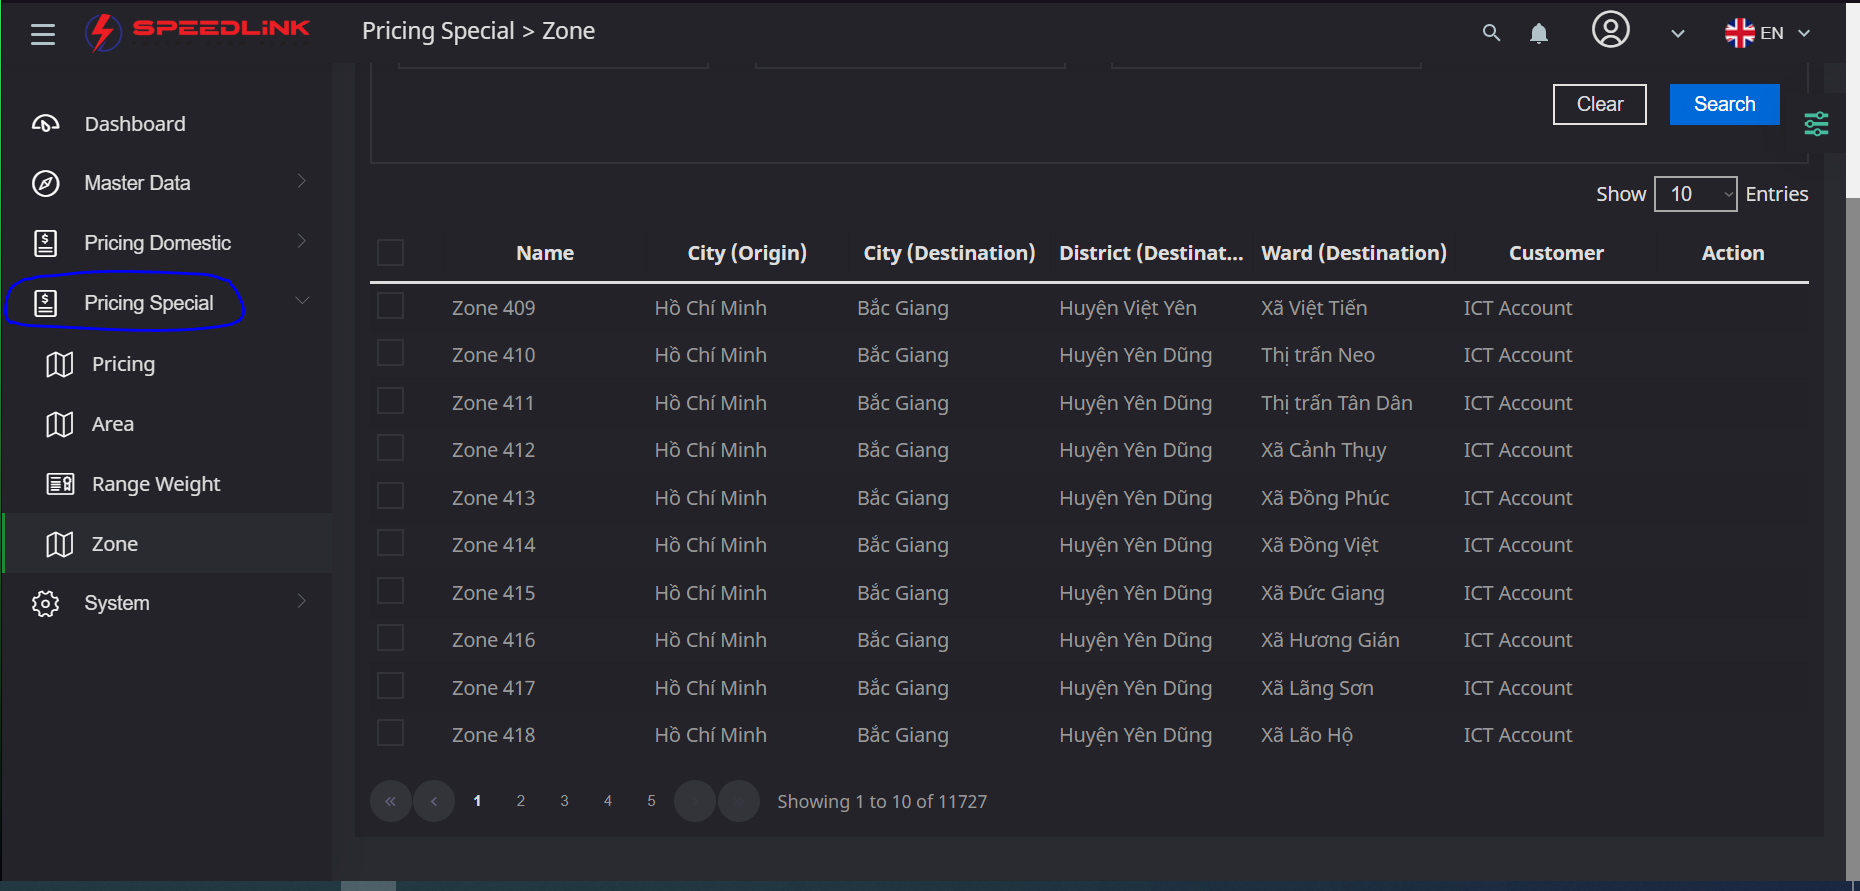 SPEEDLINK
Pricing Special > Zone
EN
Dashboard
Master Data
Pricing Domestic
Pricing Special
Pricing
Area
Range Weight
Zone
System
Clear
Search
Show 10 Entries
Name City (Origin) City (Destination) District (Destinat... Ward (Destination) Customer Action
Zone 409 Hồ Chí Minh Bắc Giang Huyện Việt Yên Xã Việt Tiến ICT Account
Zone 410 Hồ Chí Minh Bắc Giang Huyện Yên Dũng Thị trấn Neo ICT Account
Zone 411 Hồ Chí Minh Bắc Giang Huyện Yên Dũng Thị trấn Tân Dân ICT Account
Zone 412 Hồ Chí Minh Bắc Giang Huyện Yên Dũng Xã Cảnh Thụy ICT Account
Zone 413 Hồ Chí Minh Bắc Giang Huyện Yên Dũng Xã Đồng Phúc ICT Account
Zone 414 Hồ Chí Minh Bắc Giang Huyện Yên Dũng Xã Đồng Việt ICT Account
Zone 415 Hồ Chí Minh Bắc Giang Huyện Yên Dũng Xã Đức Giang ICT Account
Zone 416 Hồ Chí Minh Bắc Giang Huyện Yên Dũng Xã Hương Gián ICT Account
Zone 417 Hồ Chí Minh Bắc Giang Huyện Yên Dũng Xã Lãng Sơn ICT Account
Zone 418 Hồ Chí Minh Bắc Giang Huyện Yên Dũng Xã Lão Hộ ICT Account
« ‹ 1 2 3 4 5 Showing 1 to 10 of 11727